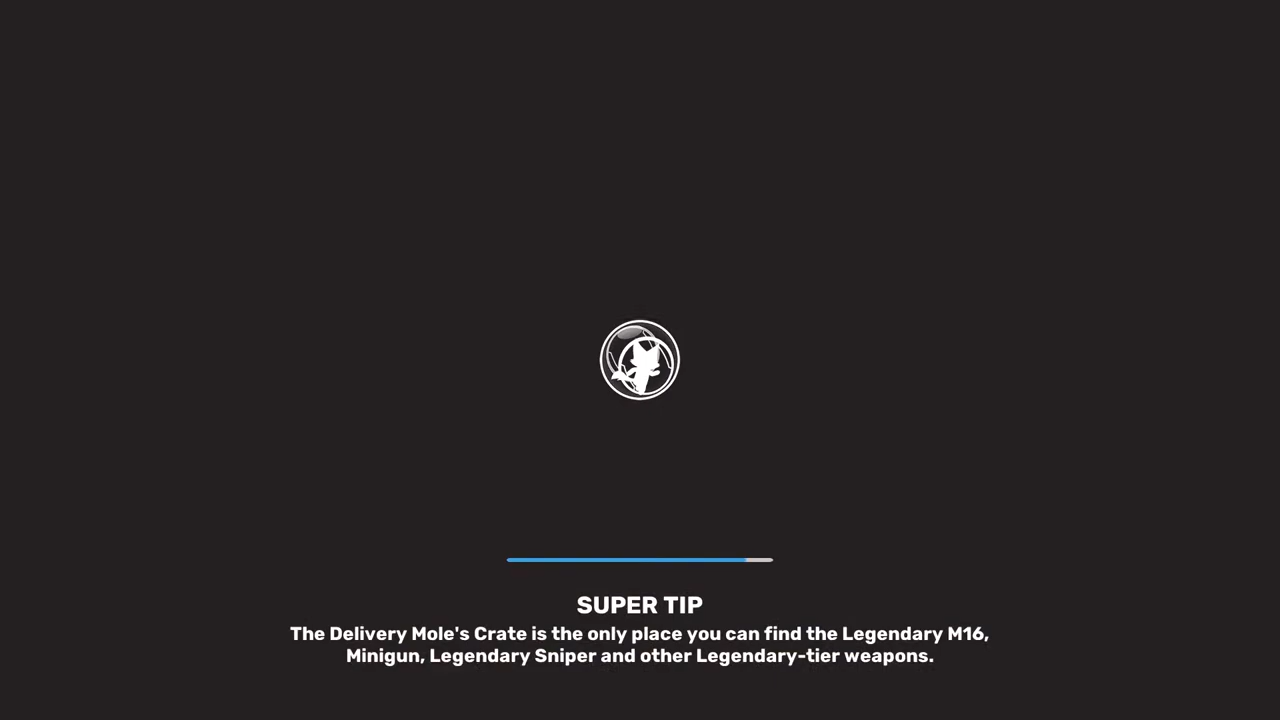 SUPER TIP
The Delivery Mole's Crate is the only place you can find the Legendary M16,
Minigun, Legendary Sniper and other Legendary-tier weapons.